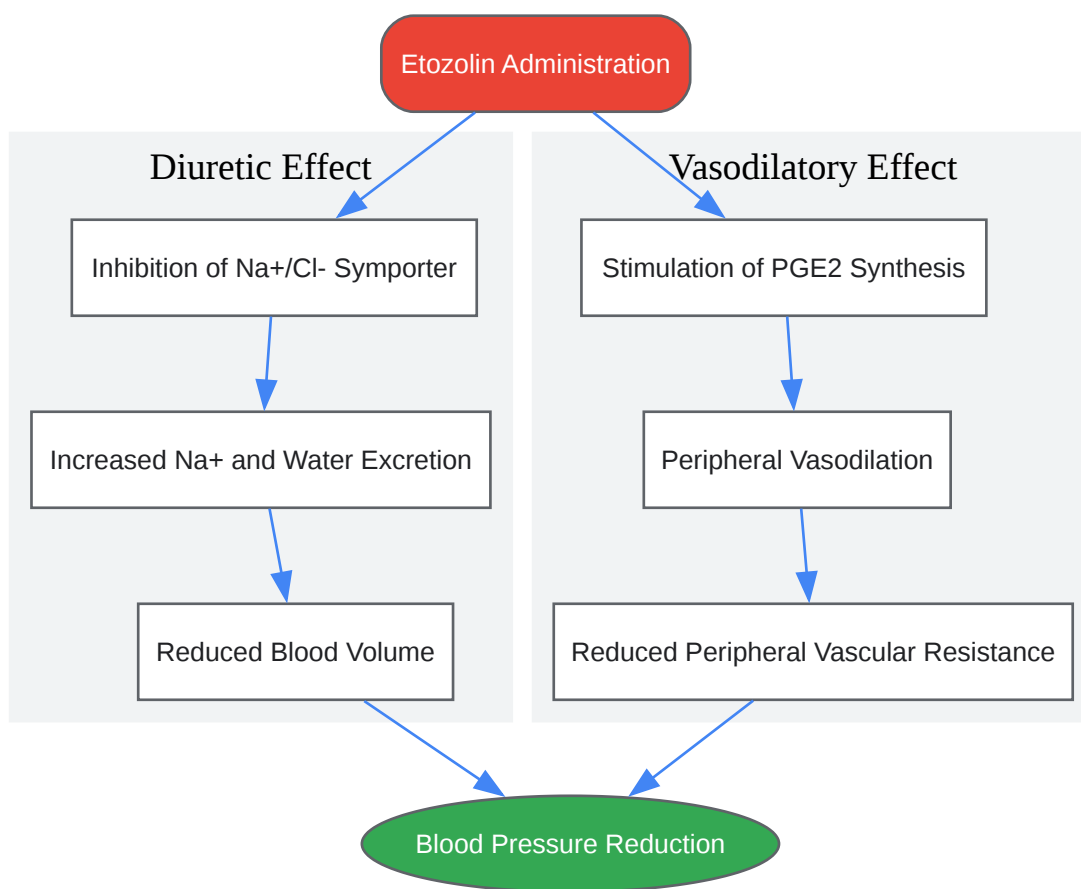 Etozolin Administration
Diuretic Effect
Vasodilatory Effect
Inhibition of Na+/Cl- Symporter
Stimulation of PGE2 Synthesis
Increased Na+ and Water Excretion
Peripheral Vasodilation
Reduced Blood Volume
Reduced Peripheral Vascular Resistance
Blood Pressure Reduction